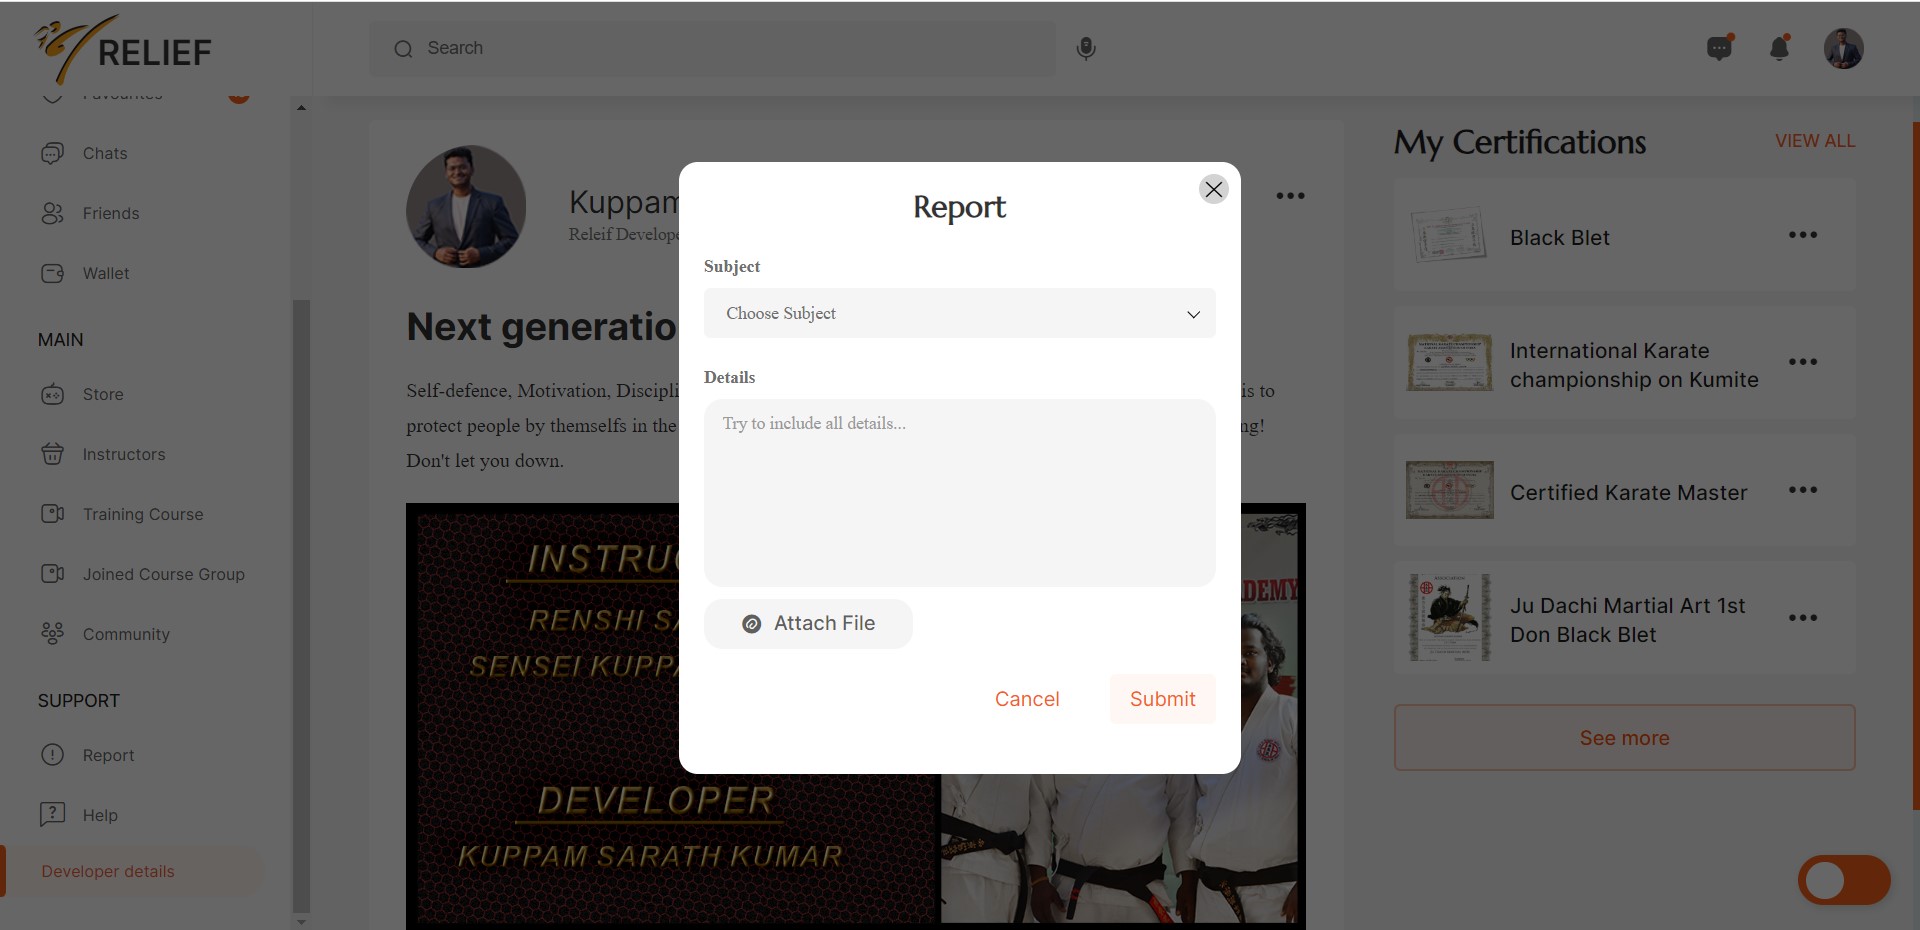 RELIEF
Search
Favourites
Chats
Friends
Wallet
MAIN
Store
Instructors
Training Course
Joined Course Group
Community
SUPPORT
Report
Help
Developer details
Kuppam
Releif Develope
Next generatio
Self-defence, Motivation, Discipli
is to
protect people by themselfs in the
ng!
Don't let you down.
INSTRUC
RENSHI SA
SENSEI KUPPA
DEVELOPER
KUPPAM SARATH KUMAR
DEMY
Report
Subject
Choose Subject
Details
Try to include all details...
Attach File
Cancel
Submit
My Certifications
VIEW ALL
Black Blet
International Karate
championship on Kumite
Certified Karate Master
Ju Dachi Martial Art 1st
Don Black Blet
See more